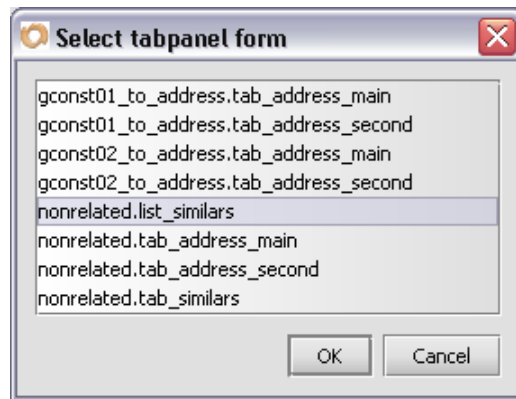 Select tabpanel form
gconst01_to_address.tab_address_main
gconst01_to_address.tab_address_second
gconst02_to_address.tab_address_main
gconst02_to_address.tab_address_second
nonrelated.list_similars
nonrelated.tab_address_main
nonrelated.tab_address_second
nonrelated.tab_similars
OK Cancel